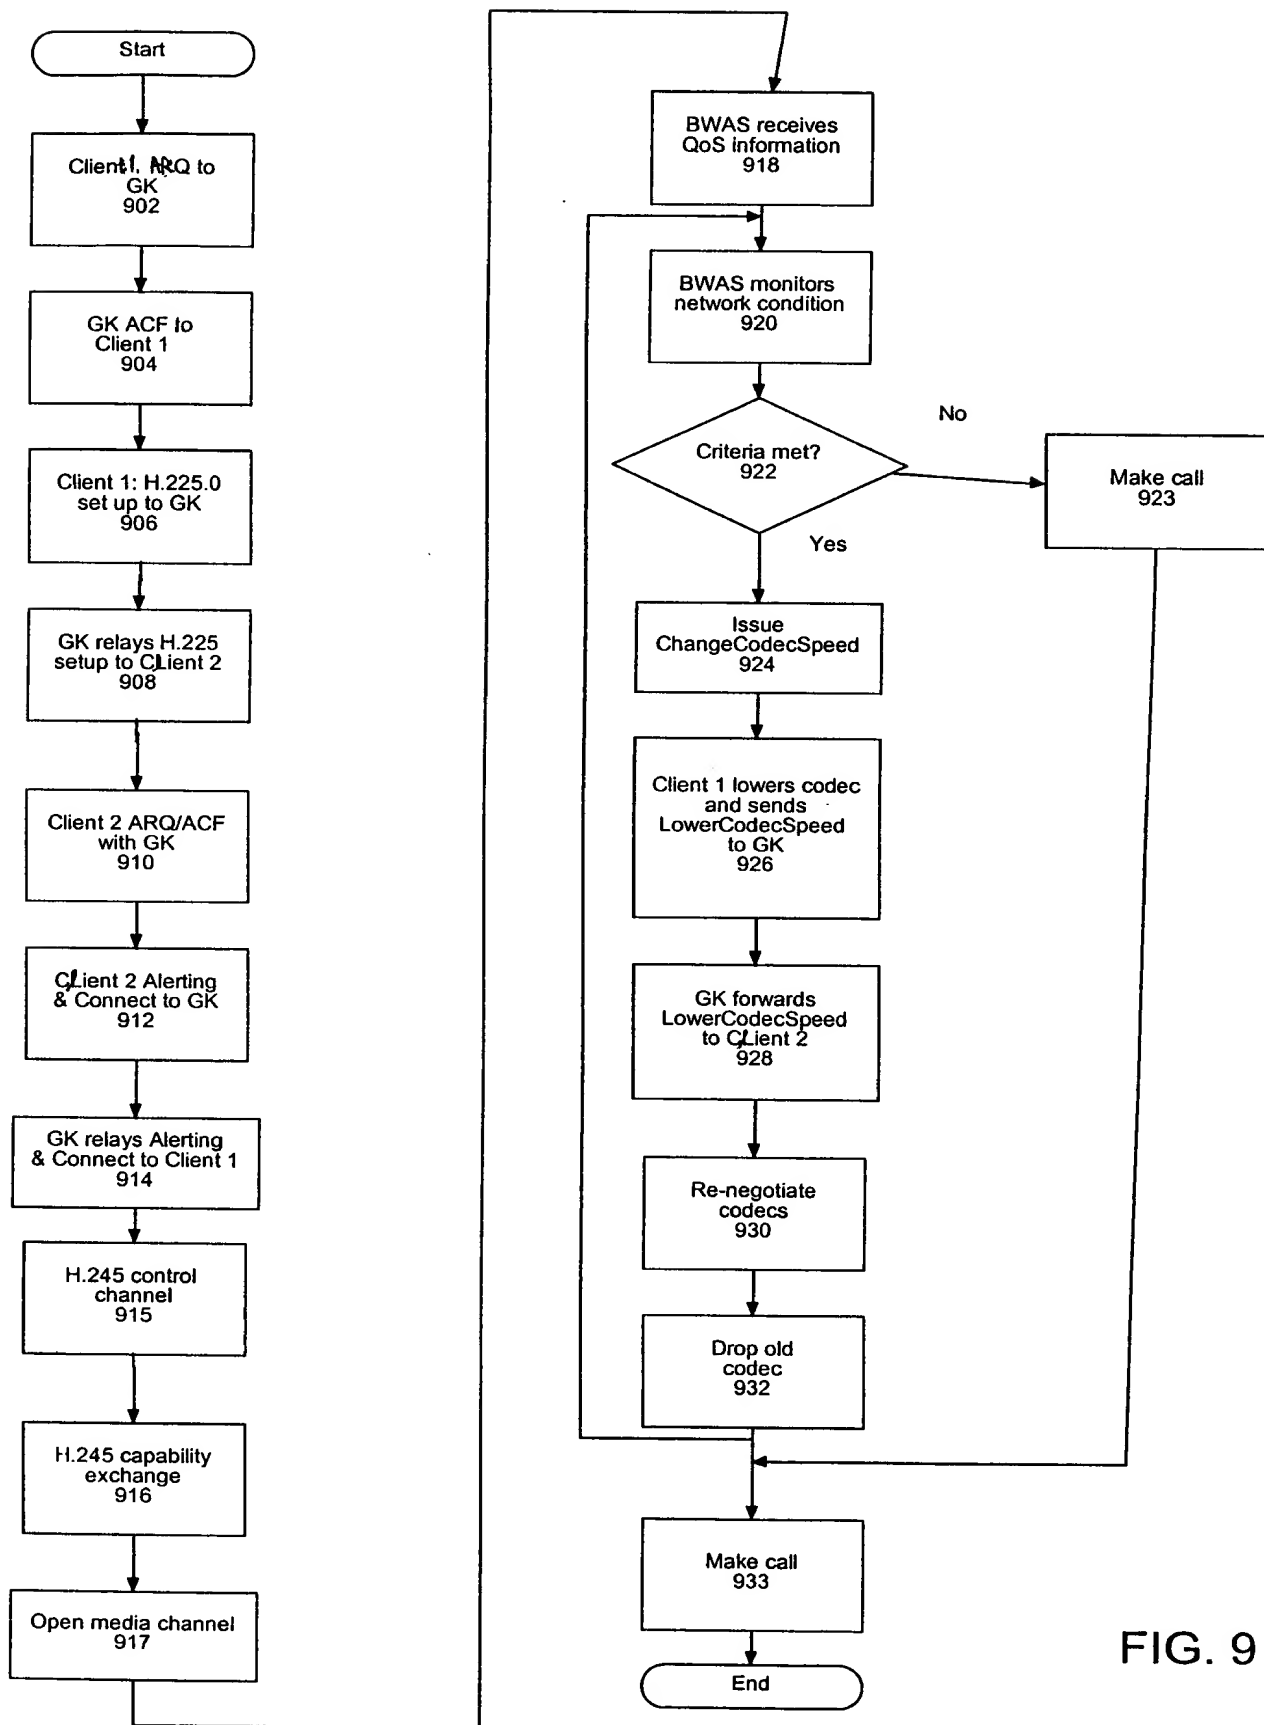 Start
Client 1. ARQ to
GK
902
GK ACF to
Client 1
904
Client 1: H.225.0
set up to GK
906
GK relays H.225
setup to CLient 2
908
Client 2 ARQ/ACF
with GK
910
CLient 2 Alerting
& Connect to GK
912
GK relays Alerting
& Connect to Client 1
914
H.245 control
channel
915
H.245 capability
exchange
916
Open media channel
917
BWAS receives
QoS information
918
BWAS monitors
network condition
920
Criteria met?
922
No
Make call
923
Yes
Issue
ChangeCodecSpeed
924
Client 1 lowers codec
and sends
LowerCodecSpeed
to GK
926
GK forwards
LowerCodecSpeed
to CLient 2
928
Re-negotiate
codecs
930
Drop old
codec
932
Make call
933
End
FIG. 9